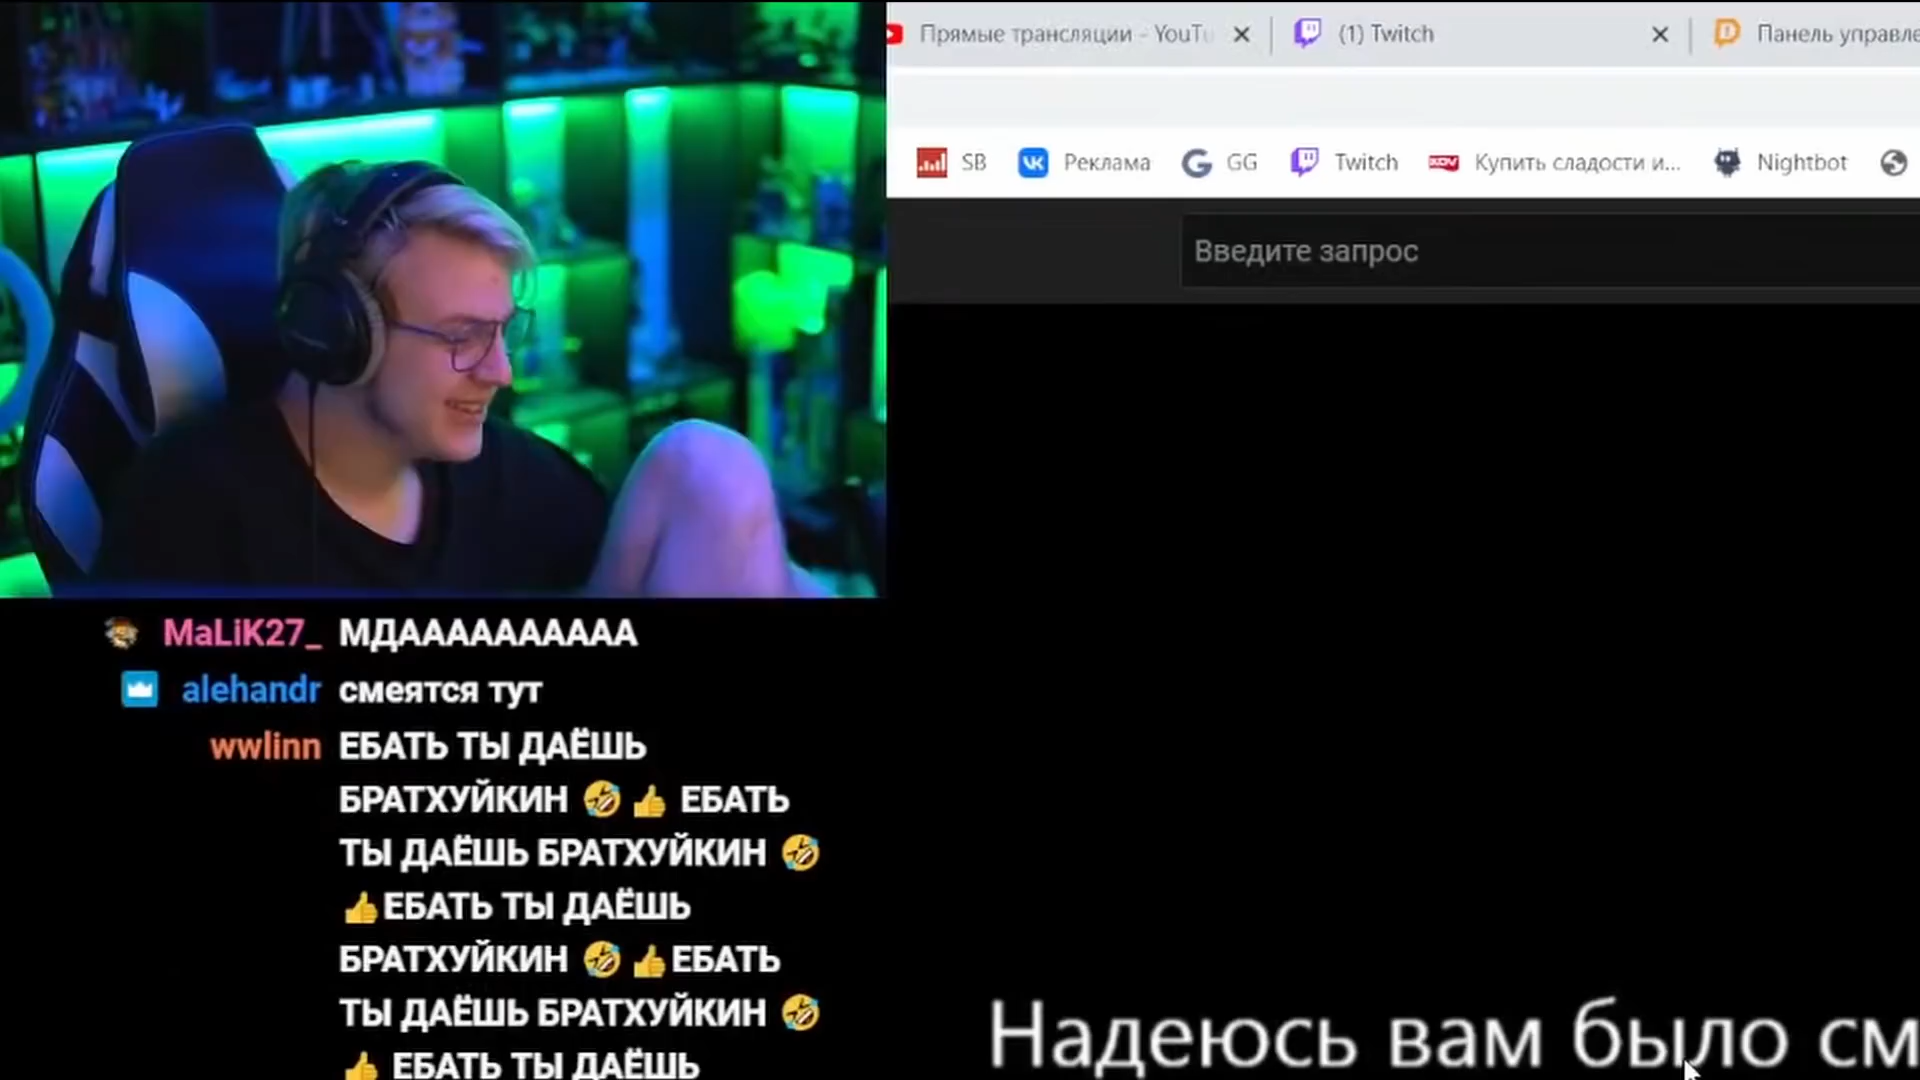 Прямые трансляции - YouTu
(1) Twitch
Панель управле
SB
Реклама
GG
Twitch
КDV
Купить сладости и...
Nightbot
Введите запрос
MaLiK27_ МДАААААААААА
alehandr смеятся тут
wwlinn ЕБАТЬ ТЫ ДАЁШЬ
БРАТХУЙКИН 🤣 👍 ЕБАТЬ
ТЫ ДАЁШЬ БРАТХУЙКИН 🤣
👍ЕБАТЬ ТЫ ДАЁШЬ
БРАТХУЙКИН 🤣 👍ЕБАТЬ
ТЫ ДАЁШЬ БРАТХУЙКИН 🤣
👍 ЕБАТЬ ТЫ ДАЁШЬ
Надеюсь вам было см